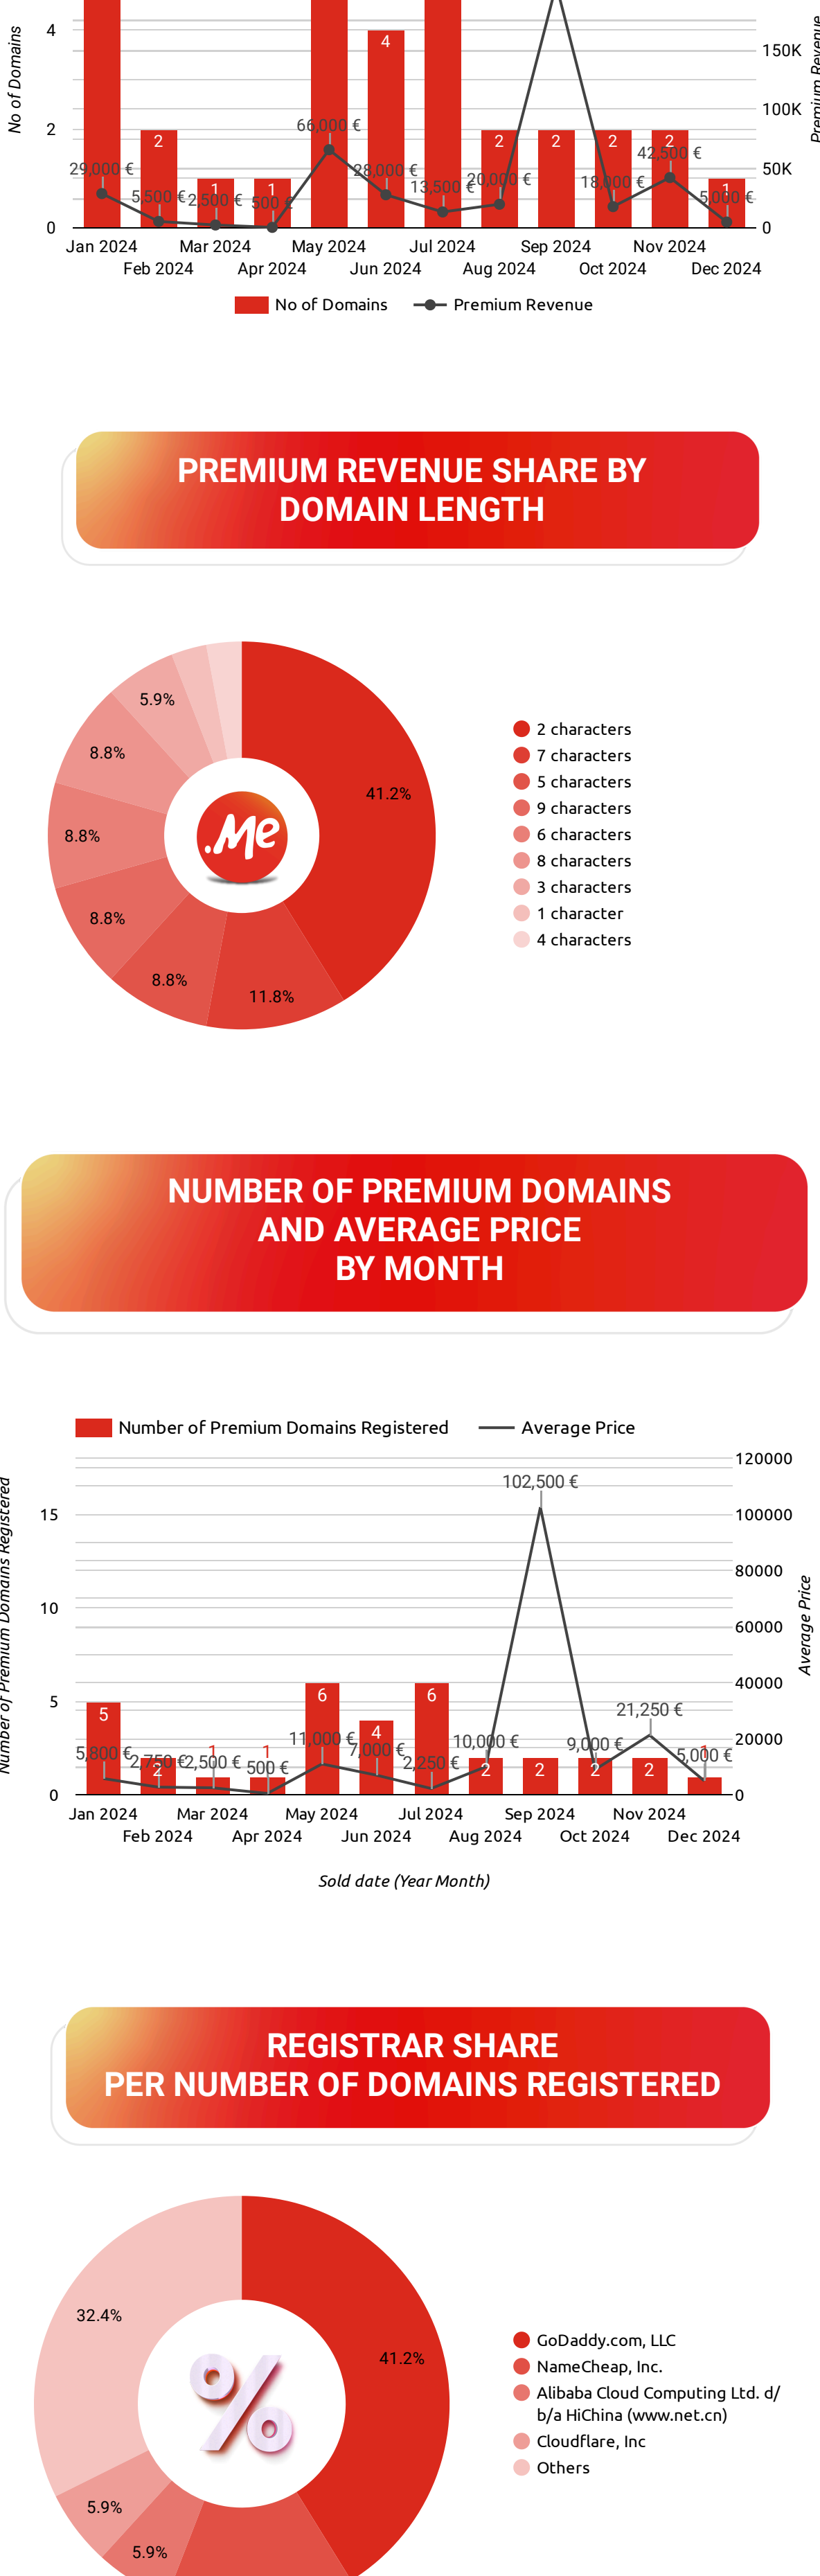 4
2
0
No of Domains
150K
100K
50K
0
Premium Revenue
4
2
2
2
2
2
1
1
1
29,000 €
5,500 €
2,500 €
500 €
66,000 €
28,000 €
13,500 €
20,000 €
18,000 €
42,500 €
5,000 €
Jan 2024
Mar 2024
May 2024
Jul 2024
Sep 2024
Nov 2024
Feb 2024
Apr 2024
Jun 2024
Aug 2024
Oct 2024
Dec 2024
No of Domains
Premium Revenue
PREMIUM REVENUE SHARE BY
DOMAIN LENGTH
5.9%
8.8%
8.8%
8.8%
8.8%
11.8%
41.2%
.Me
2 characters
7 characters
5 characters
9 characters
6 characters
8 characters
3 characters
1 character
4 characters
NUMBER OF PREMIUM DOMAINS
AND AVERAGE PRICE
BY MONTH
Number of Premium Domains Registered
Average Price
Number of Premium Domains Registered
15
10
5
0
120000
100000
80000
60000
40000
20000
0
Average Price
5
2
1
1
6
4
6
2
2
2
2
1
5,800 €
2,750 €
2,500 €
500 €
11,000 €
7,000 €
2,250 €
10,000 €
102,500 €
9,000 €
21,250 €
5,000 €
Jan 2024
Mar 2024
May 2024
Jul 2024
Sep 2024
Nov 2024
Feb 2024
Apr 2024
Jun 2024
Aug 2024
Oct 2024
Dec 2024
Sold date (Year Month)
REGISTRAR SHARE
PER NUMBER OF DOMAINS REGISTERED
32.4%
41.2%
5.9%
5.9%
%
GoDaddy.com, LLC
NameCheap, Inc.
Alibaba Cloud Computing Ltd. d/
b/a HiChina (www.net.cn)
Cloudflare, Inc
Others